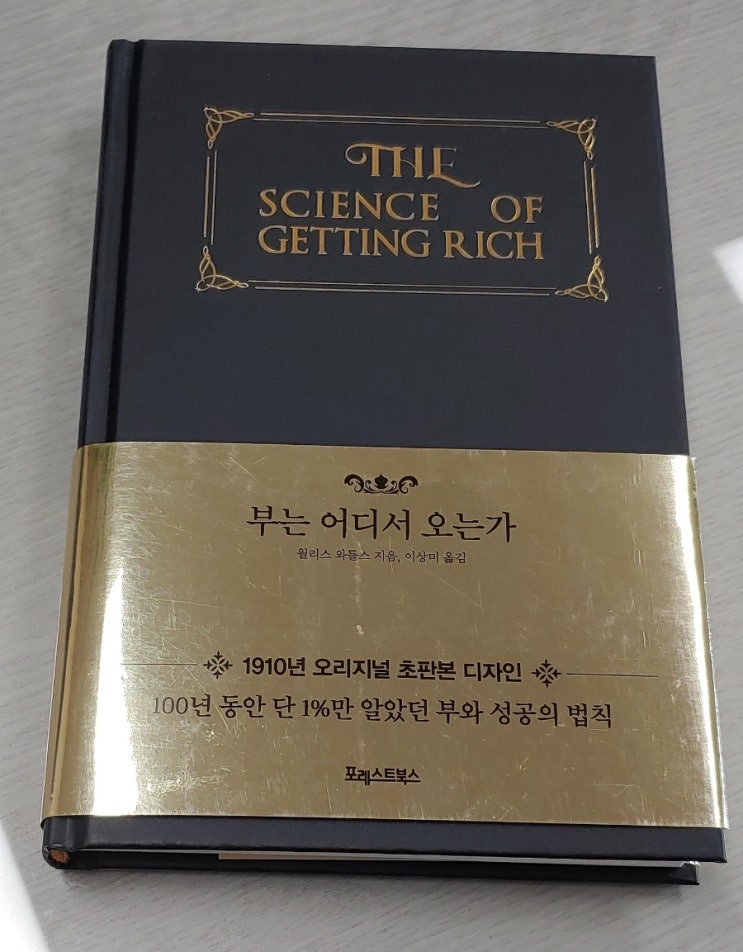 THE
SCIENCE OF
GETTING RICH
부는 어디서 오는가
월리스 와틀스 지음, 이상미 옮김
1910년 오리지널 초판본 디자인
100년 동안 단 1%만 알았던 부와 성공의 법칙
포레스트북스